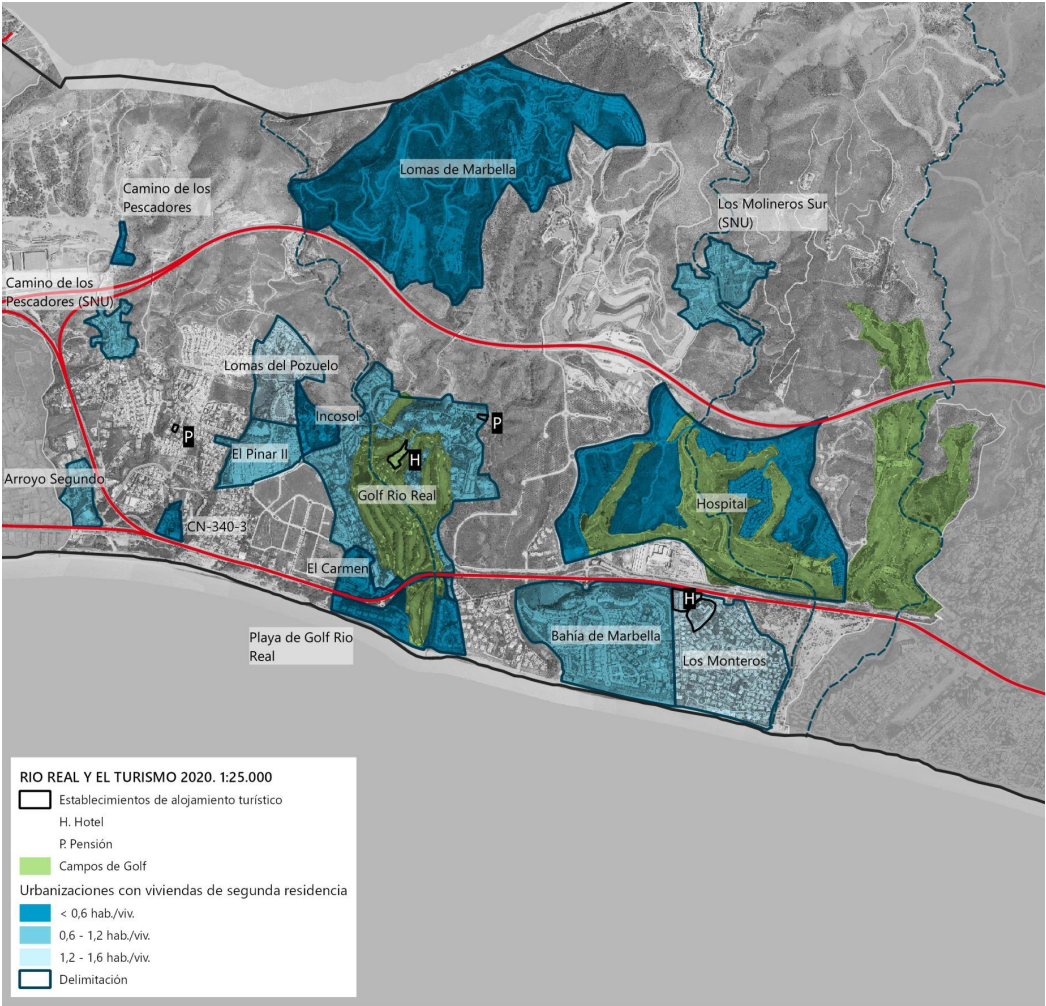 Lomas de Marbella
Camino de los
Pescadores
Los Molineros Sur
(SNU)
Camino de los
Pescadores (SNU)
Lomas del Pozuelo
Incosol
P
P
El Pinar II
H
Arroyo Segundo
Golf Rio Real
Hospital
CN-340-3
El Carmen
H
Playa de Golf Rio
Real
Bahía de Marbella
Los Monteros
RIO REAL Y EL TURISMO 2020. 1:25.000
Establecimientos de alojamiento turístico
H. Hotel
P. Pensión
Campos de Golf
Urbanizaciones con viviendas de segunda residencia
< 0,6 hab./viv.
0,6 - 1,2 hab./viv.
1,2 - 1,6 hab./viv.
Delimitación